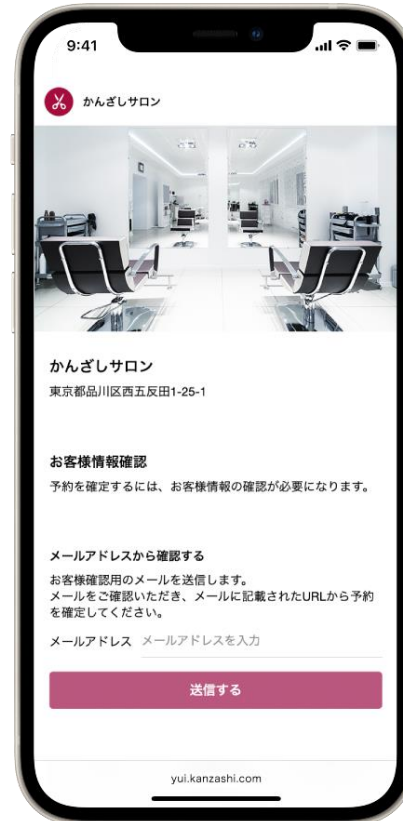 9:41
かんざしサロン
かんざしサロン
東京都品川区西五反田1-25-1
お客様情報確認
予約を確定するには、お客様情報の確認が必要になります。
メールアドレスから確認する
お客様確認用のメールを送信します。
メールをご確認いただき、メールに記載されたURLから予約
を確定してください。
メールアドレス メールアドレスを入力
送信する
yui.kanzashi.com